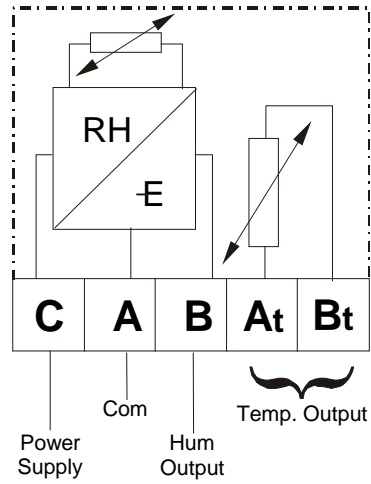 RH
E
C A B At Bt
Com
Temp. Output
Power
Supply
Hum
Output